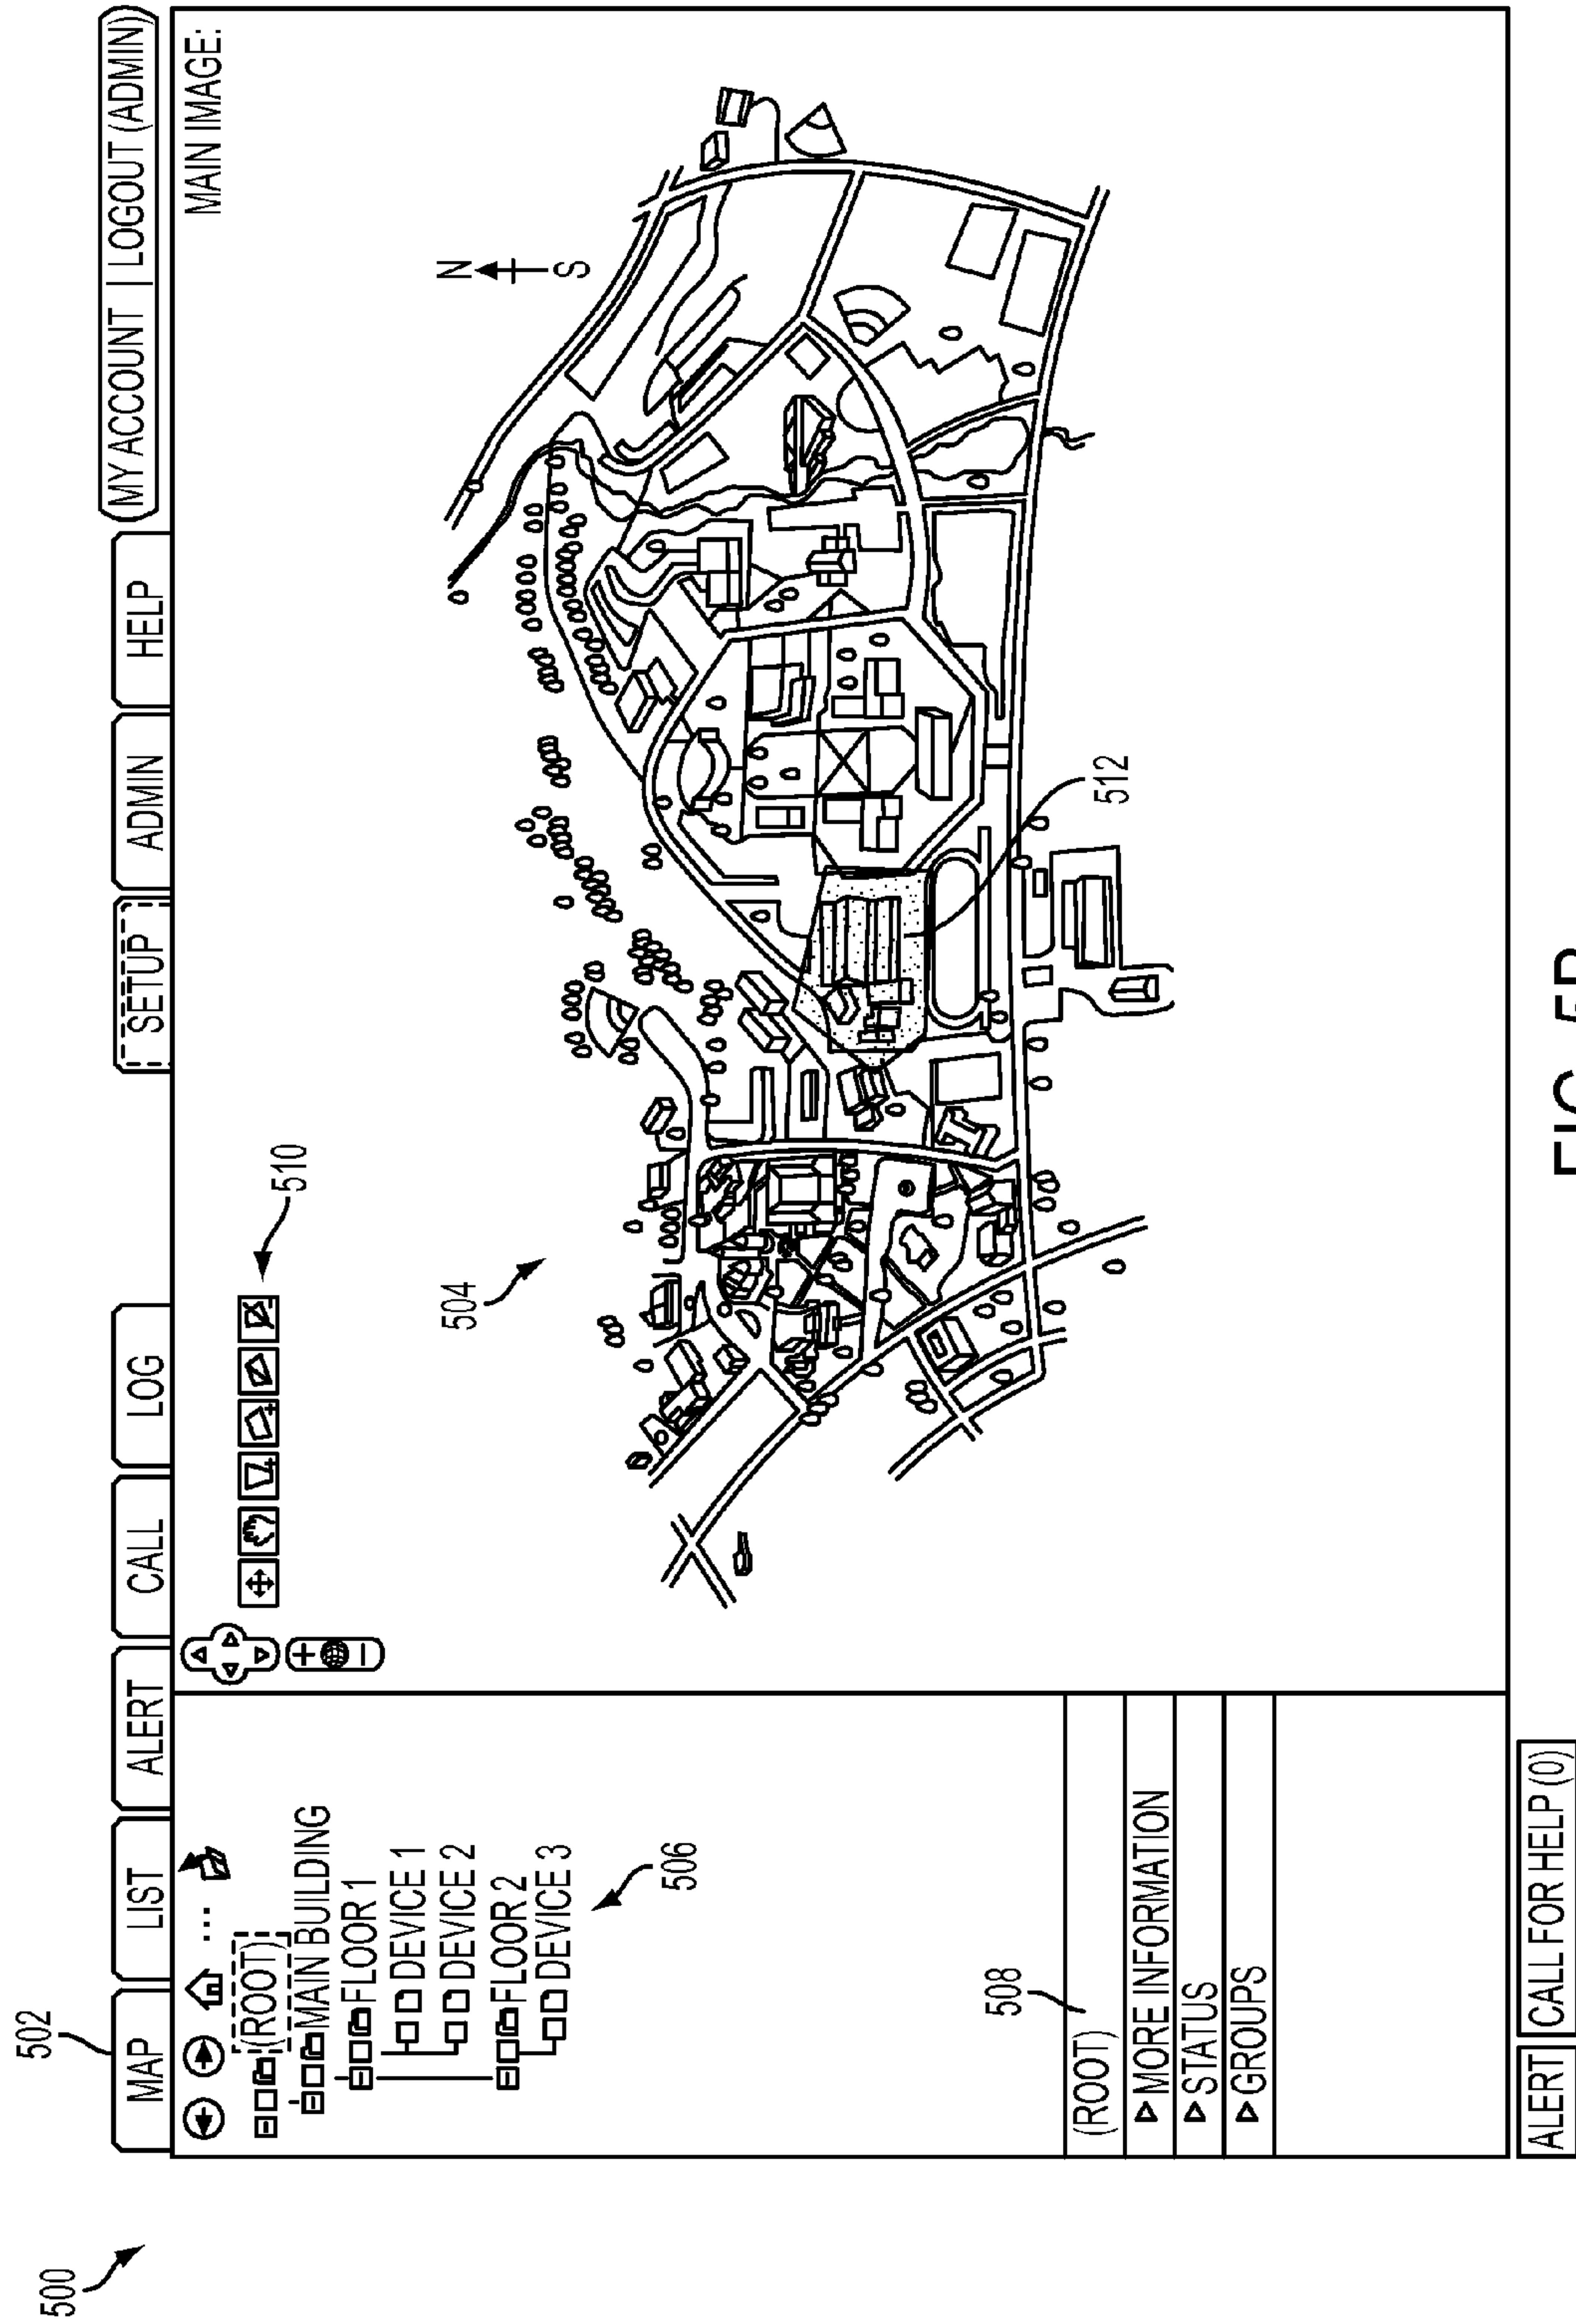 500
502
MAP
LIST
ALERT
CALL
LOG
SETUP
ADMIN
HELP
MY ACCOUNT | LOGOUT (ADMIN)
...
(ROOT)
MAIN BUILDING
FLOOR 1
DEVICE 1
DEVICE 2
FLOOR 2
DEVICE 3
506
508
(ROOT)
MORE INFORMATION
STATUS
GROUPS
+
−
510
MAIN IMAGE:
N
S
504
512
ALERT
CALL FOR HELP (0)